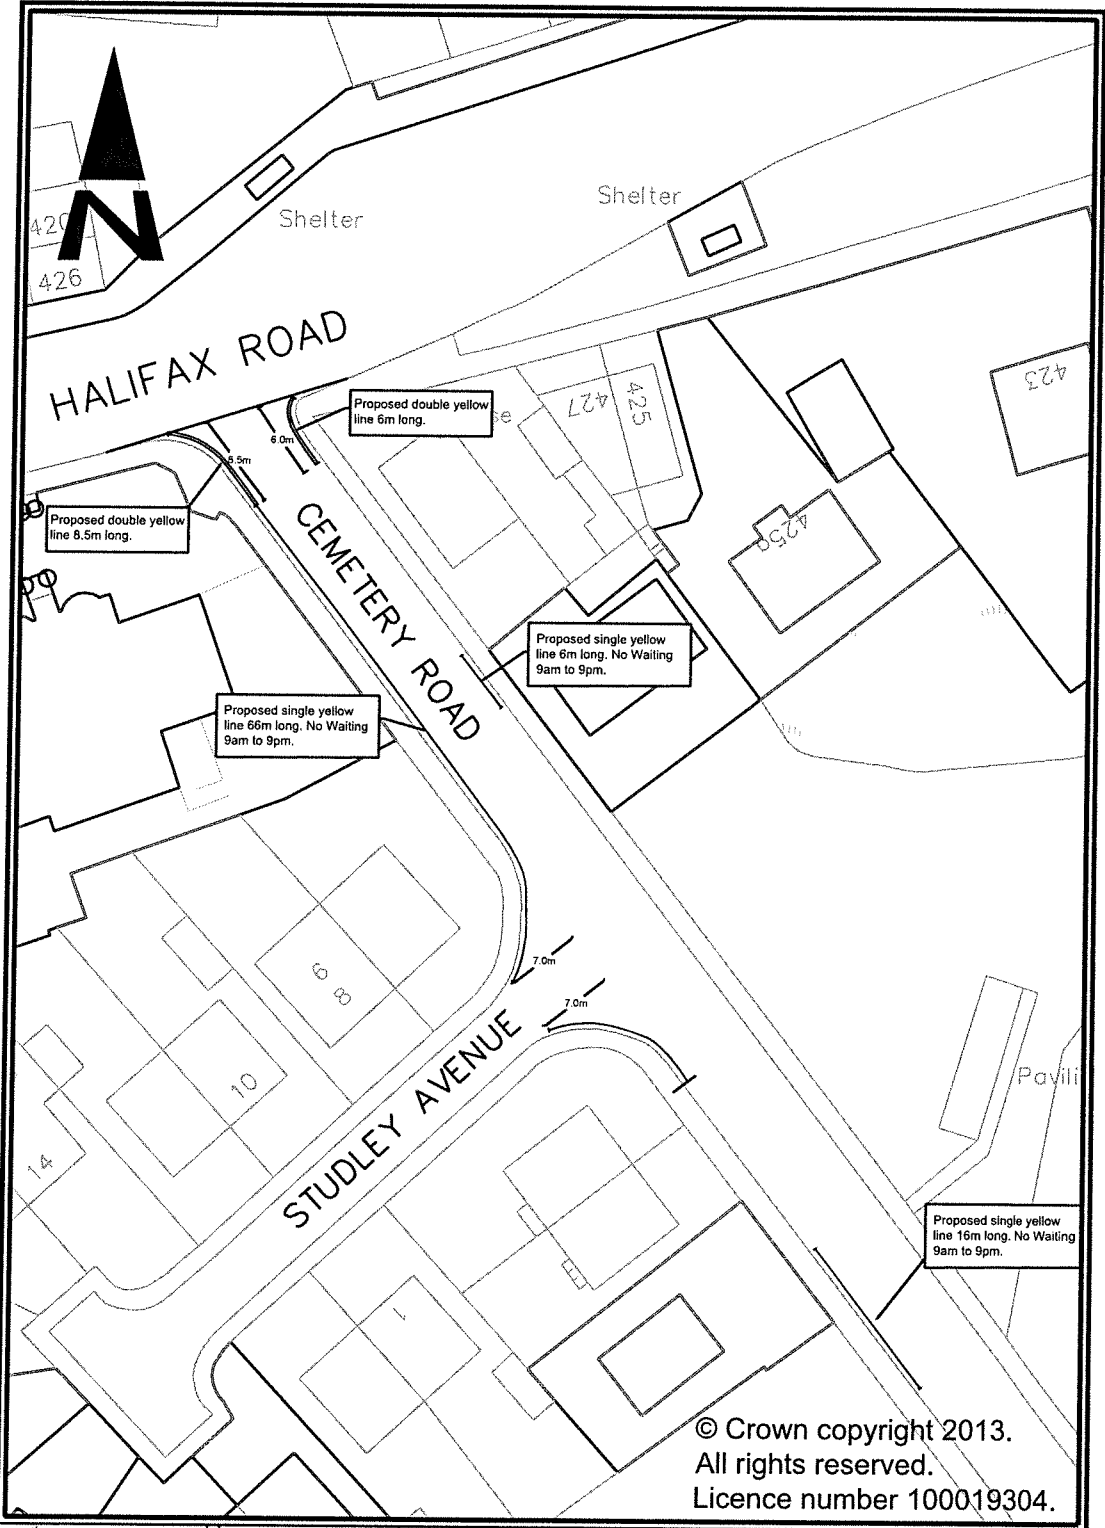 N
Shelter
Shelter
420
426
HALIFAX ROAD
423
425
427
se
Proposed double yellow
line 6m long.
6.0m
8.5m
Proposed double yellow
line 8.5m long.
CEMETERY ROAD
425a
Proposed single yellow
line 6m long. No Waiting
9am to 9pm.
Proposed single yellow
line 66m long. No Waiting
9am to 9pm.
6
8
7.0m
7.0m
STUDLEY AVENUE
10
14
Pavili
1
Proposed single yellow
line 16m long. No Waiting
9am to 9pm.
© Crown copyright 2013.
All rights reserved.
Licence number 100019304.